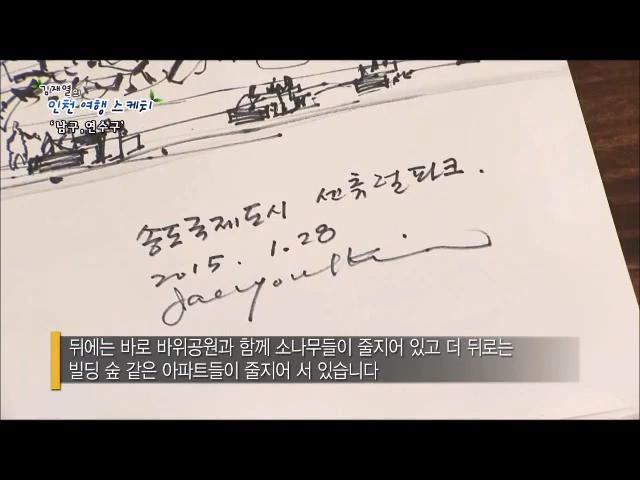 김재열의
인천 여행 스케치
'남구, 연수구'
송도국제도시 센츄럴파크.
2015. 1. 28
Jaeyoul Kim
뒤에는 바로 바위공원과 함께 소나무들이 줄지어 있고 더 뒤로는
빌딩 숲 같은 아파트들이 줄지어 서 있습니다